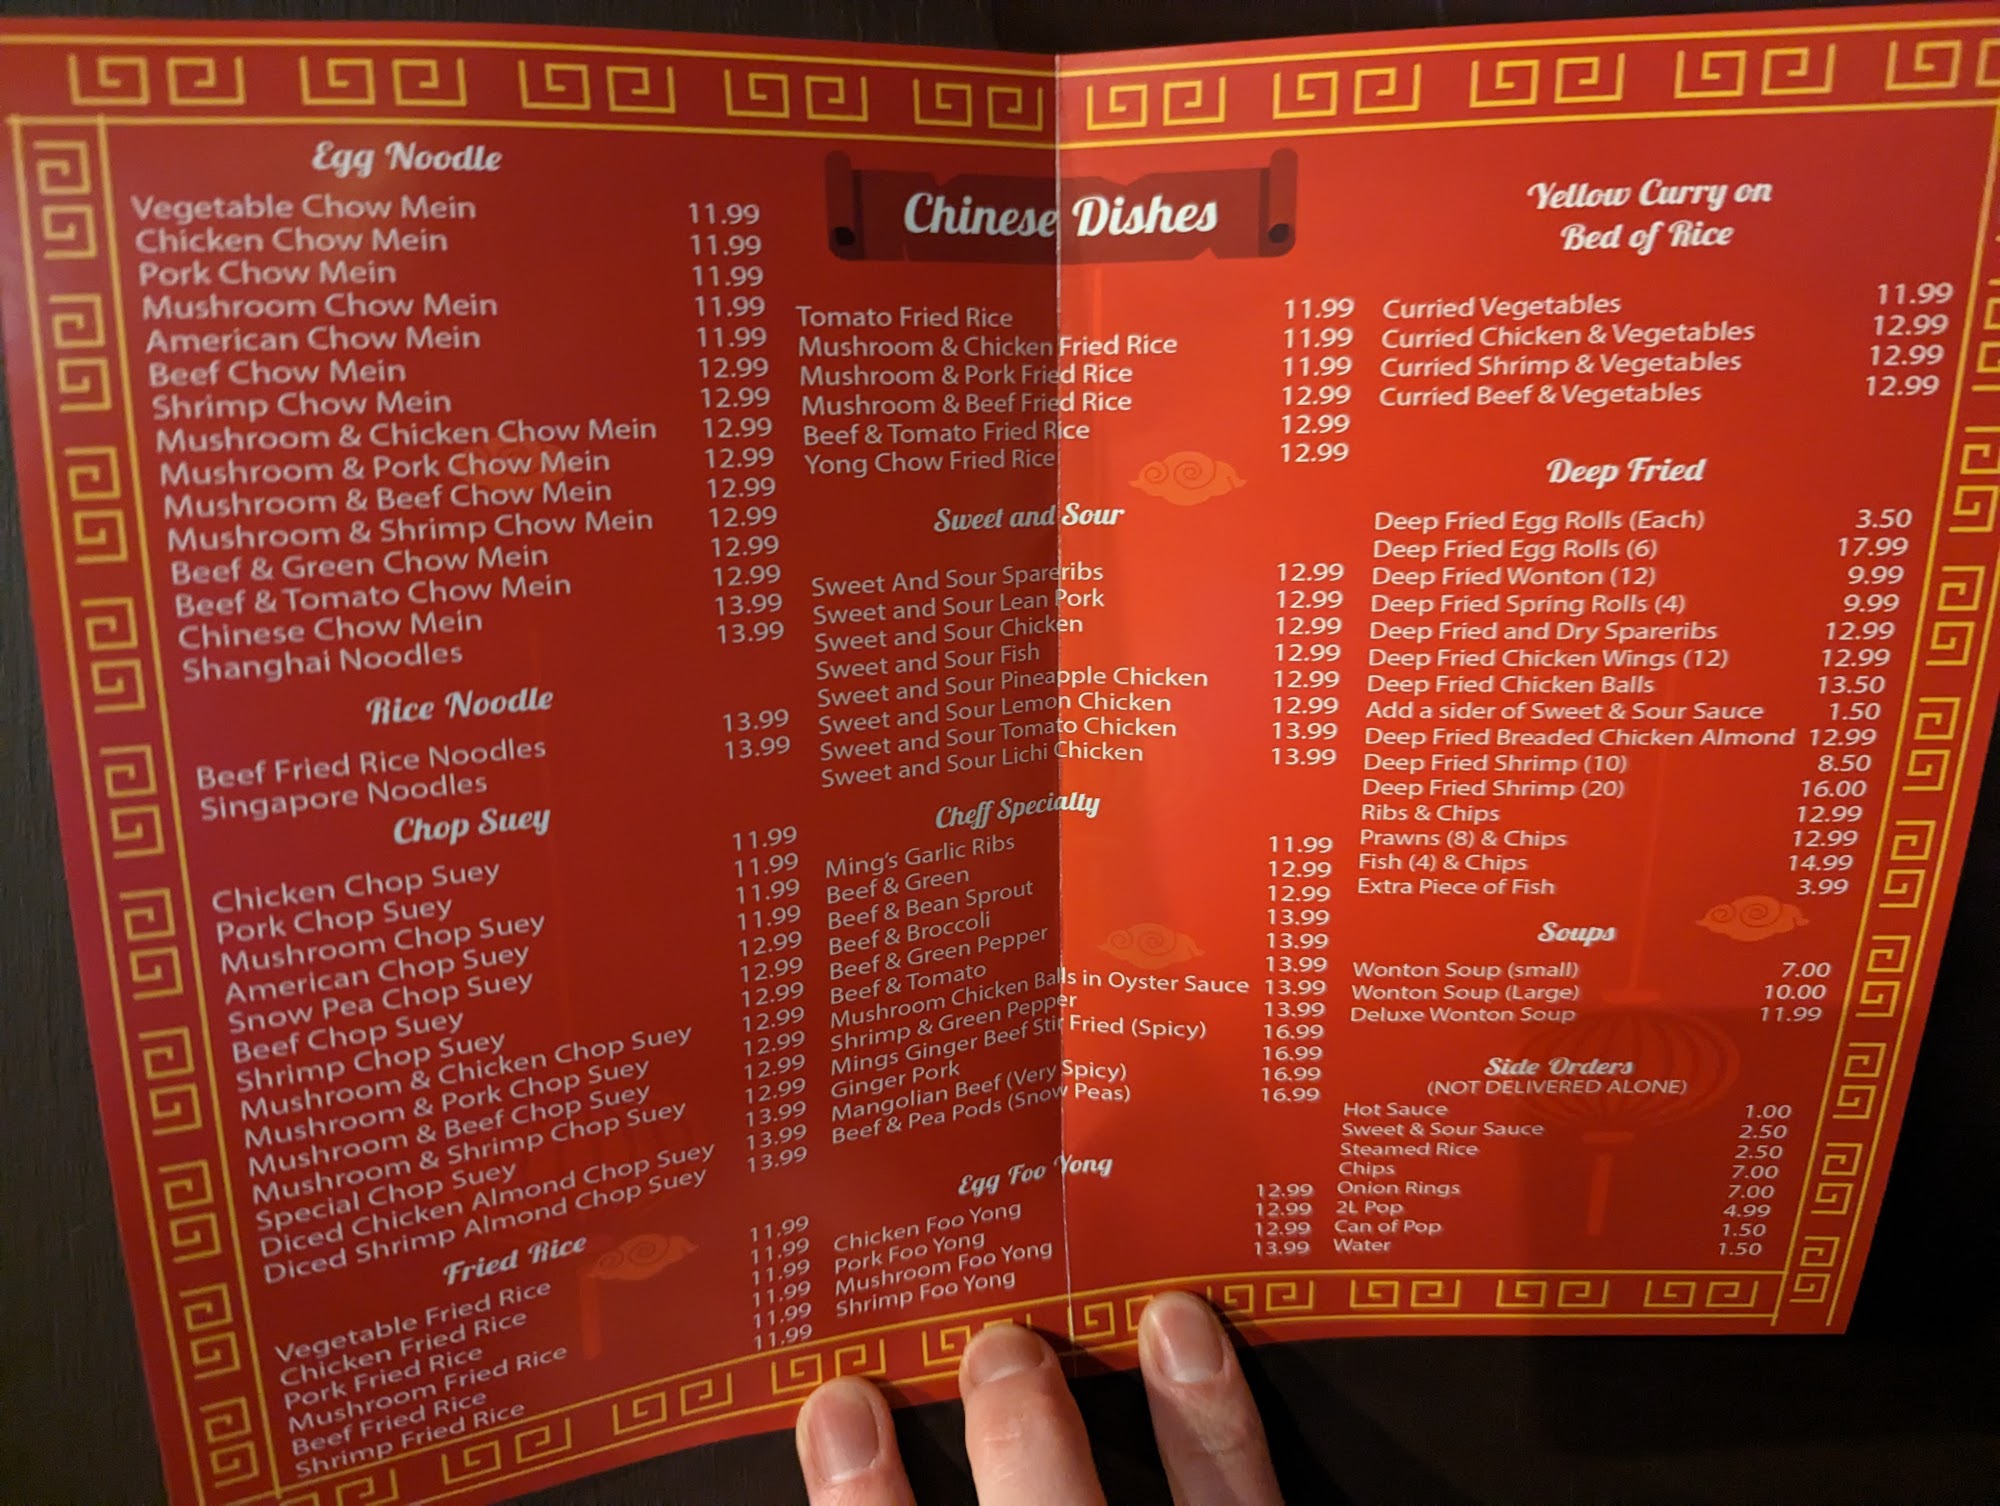 Egg Noodle
Vegetable Chow Mein 11.99
Chicken Chow Mein 11.99
Pork Chow Mein 11.99
Mushroom Chow Mein 11.99
American Chow Mein 11.99
Beef Chow Mein 12.99
Shrimp Chow Mein 12.99
Mushroom & Chicken Chow Mein 12.99
Mushroom & Pork Chow Mein 12.99
Mushroom & Beef Chow Mein 12.99
Mushroom & Shrimp Chow Mein 12.99
Beef & Green Chow Mein 12.99
Beef & Tomato Chow Mein 12.99
Chinese Chow Mein 13.99
Shanghai Noodles 13.99
Rice Noodle
Beef Fried Rice Noodles 13.99
Singapore Noodles 13.99
Chop Suey
Chicken Chop Suey 11.99
Pork Chop Suey 11.99
Mushroom Chop Suey 11.99
American Chop Suey 11.99
Snow Pea Chop Suey 12.99
Beef Chop Suey 12.99
Shrimp Chop Suey 12.99
Mushroom & Chicken Chop Suey 12.99
Mushroom & Pork Chop Suey 12.99
Mushroom & Beef Chop Suey 12.99
Mushroom & Shrimp Chop Suey 12.99
Special Chop Suey 13.99
Diced Chicken Almond Chop Suey 13.99
Diced Shrimp Almond Chop Suey 13.99
Fried Rice
Vegetable Fried Rice 11.99
Chicken Fried Rice 11.99
Pork Fried Rice 11.99
Mushroom Fried Rice 11.99
Beef Fried Rice 11.99
Shrimp Fried Rice 11.99
Chinese Dishes
Tomato Fried Rice 11.99
Mushroom & Chicken Fried Rice 11.99
Mushroom & Pork Fried Rice 11.99
Mushroom & Beef Fried Rice 12.99
Beef & Tomato Fried Rice 12.99
Yong Chow Fried Rice 12.99
Sweet and Sour
Sweet And Sour Spareribs 12.99
Sweet and Sour Lean Pork 12.99
Sweet and Sour Chicken 12.99
Sweet and Sour Fish 12.99
Sweet and Sour Pineapple Chicken 12.99
Sweet and Sour Lemon Chicken 12.99
Sweet and Sour Tomato Chicken 13.99
Sweet and Sour Lichi Chicken 13.99
Cheff Specialty
Ming's Garlic Ribs 11.99
Beef & Green 12.99
Beef & Bean Sprout 12.99
Beef & Broccoli 13.99
Beef & Green Pepper 13.99
Beef & Tomato 13.99
Mushroom Chicken Balls in Oyster Sauce 13.99
Shrimp & Green Pepper 13.99
Mings Ginger Beef Stir Fried (Spicy) 16.99
Ginger Pork 16.99
Mangolian Beef (Very Spicy) 16.99
Beef & Pea Pods (Snow Peas) 16.99
Egg Foo Yong
Chicken Foo Yong 12.99
Pork Foo Yong 12.99
Mushroom Foo Yong 12.99
Shrimp Foo Yong 13.99
Yellow Curry on
Bed of Rice
Curried Vegetables 11.99
Curried Chicken & Vegetables 12.99
Curried Shrimp & Vegetables 12.99
Curried Beef & Vegetables 12.99
Deep Fried
Deep Fried Egg Rolls (Each) 3.50
Deep Fried Egg Rolls (6) 17.99
Deep Fried Wonton (12) 9.99
Deep Fried Spring Rolls (4) 9.99
Deep Fried and Dry Spareribs 12.99
Deep Fried Chicken Wings (12) 12.99
Deep Fried Chicken Balls 13.50
Add a sider of Sweet & Sour Sauce 1.50
Deep Fried Breaded Chicken Almond 12.99
Deep Fried Shrimp (10) 8.50
Deep Fried Shrimp (20) 16.00
Ribs & Chips 12.99
Prawns (8) & Chips 12.99
Fish (4) & Chips 14.99
Extra Piece of Fish 3.99
Soups
Wonton Soup (small) 7.00
Wonton Soup (Large) 10.00
Deluxe Wonton Soup 11.99
Side Orders
(NOT DELIVERED ALONE)
Hot Sauce 1.00
Sweet & Sour Sauce 2.50
Steamed Rice 2.50
Chips 7.00
Onion Rings 7.00
2L Pop 4.99
Can of Pop 1.50
Water 1.50